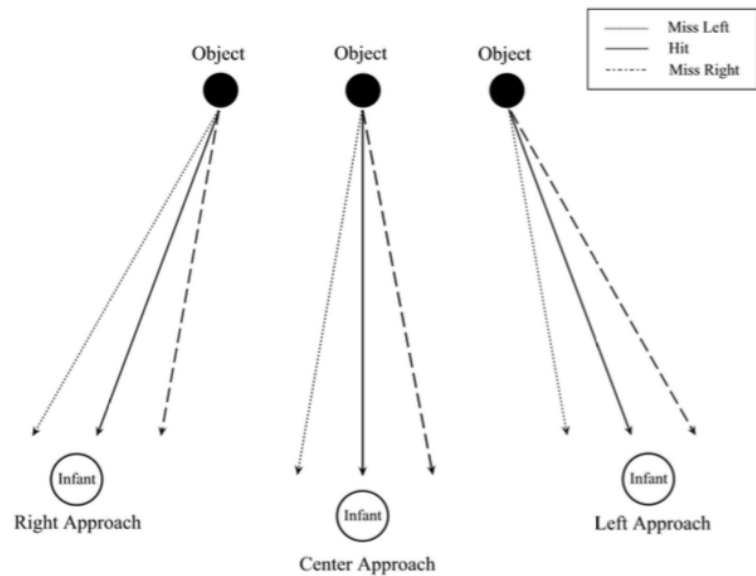 Miss Left
Hit
Miss Right
Object
Object
Object
Infant
Infant
Infant
Right Approach
Center Approach
Left Approach